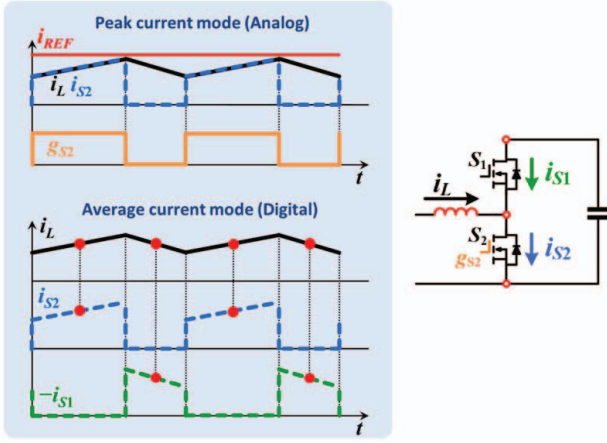 Peak current mode (Analog)
iREF
iL iS2
gS2
t
Average current mode (Digital)
iL
iS2
−iS1
t
S1
iS1
iL
S2
iS2
gS2